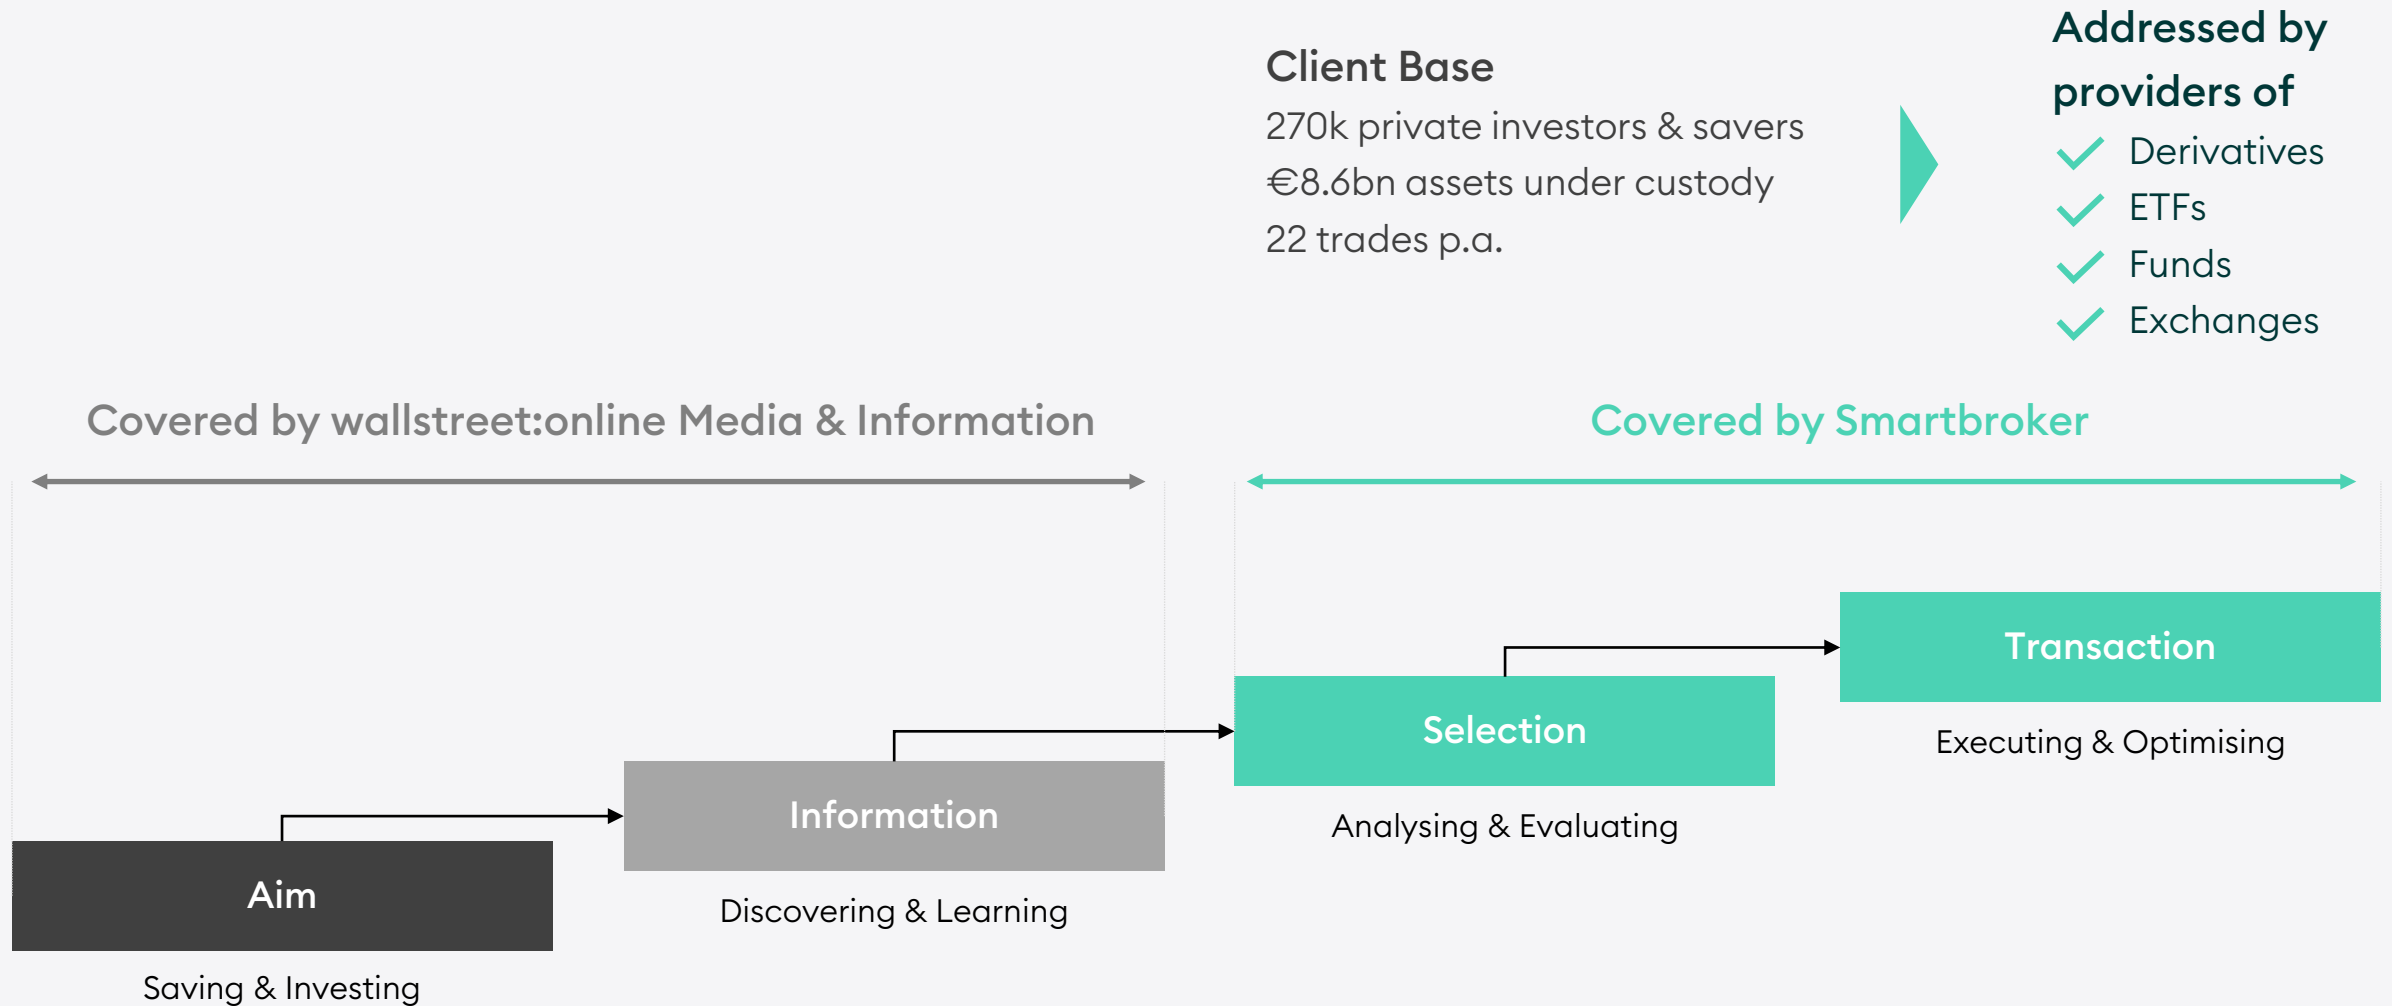 Client Base
270k private investors & savers
€8.6bn assets under custody
22 trades p.a.
Addressed by
providers of
Derivatives
ETFs
Funds
Exchanges
Covered by wallstreet:online Media & Information
Covered by Smartbroker
Aim
Saving & Investing
Information
Discovering & Learning
Selection
Analysing & Evaluating
Transaction
Executing & Optimising